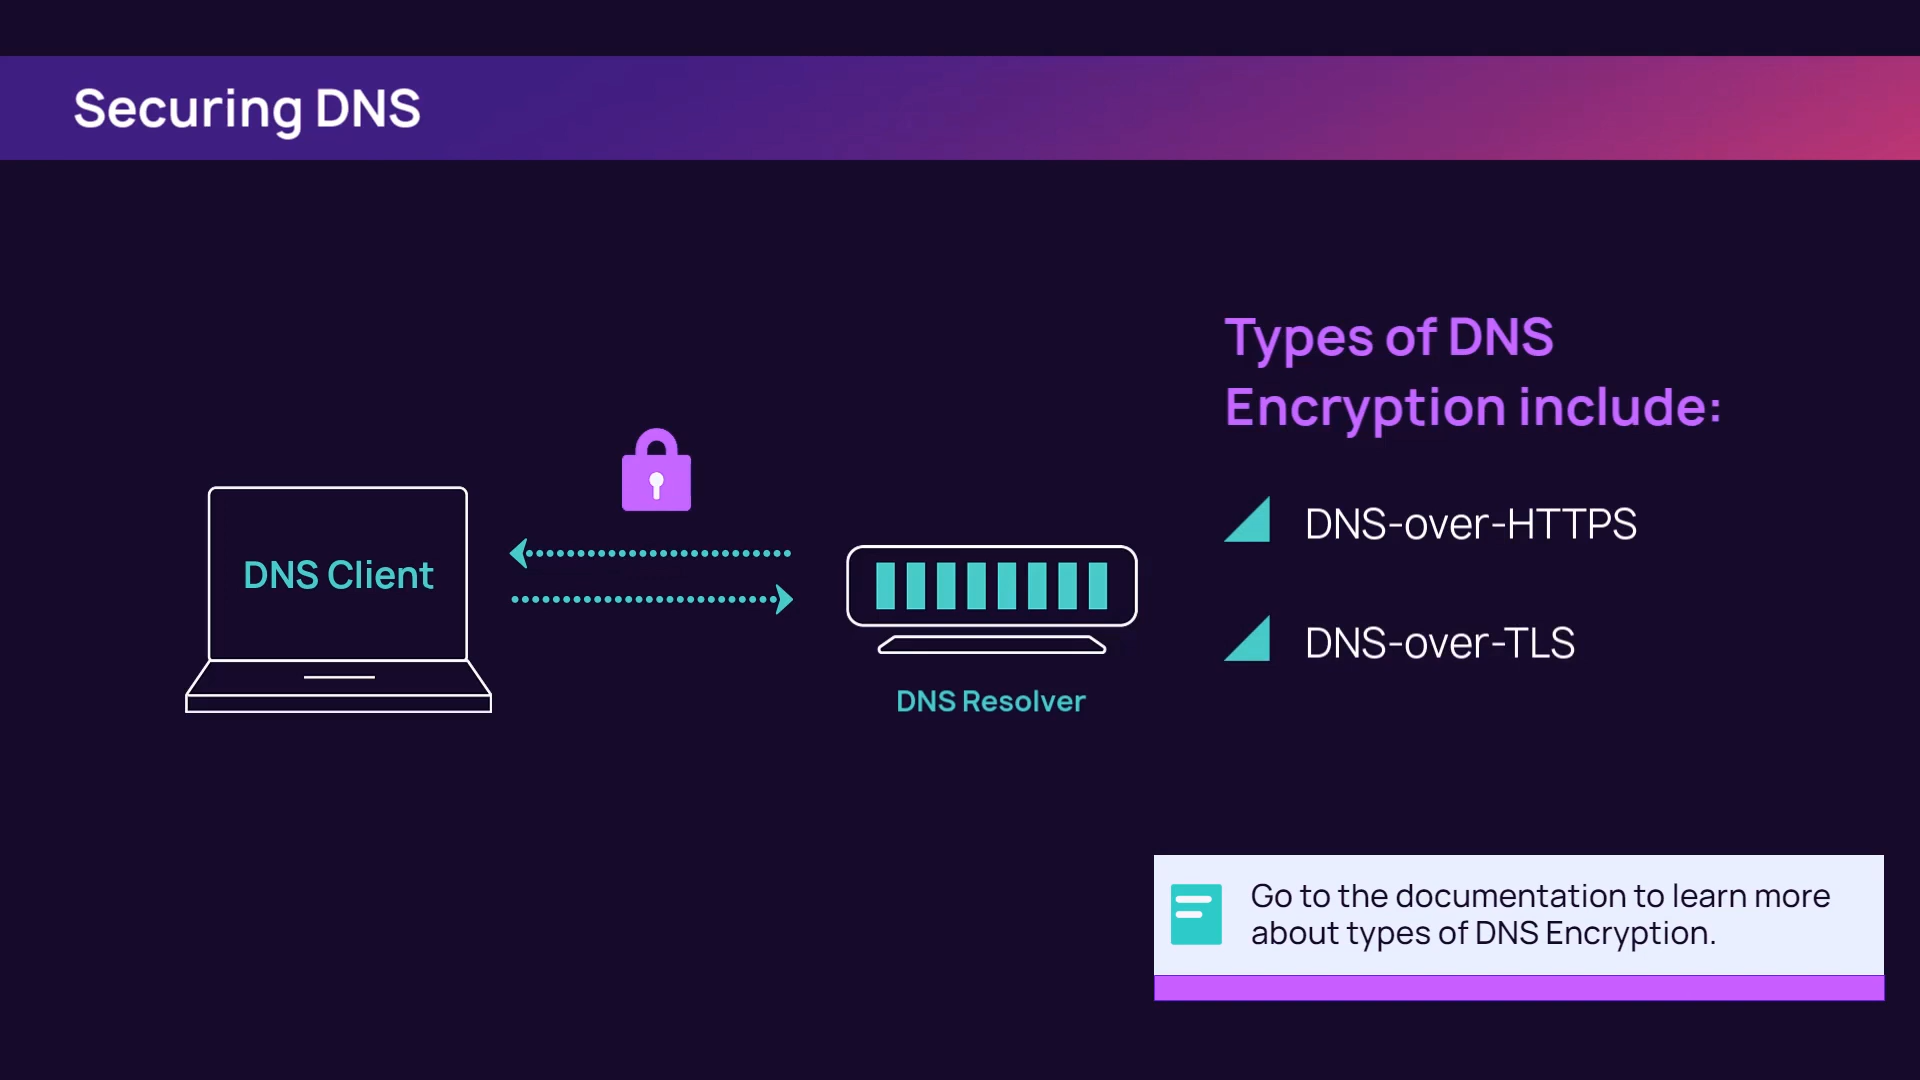 Securing DNS
DNS Client
DNS Resolver
Types of DNS
Encryption include:
DNS-over-HTTPS
DNS-over-TLS
Go to the documentation to learn more
about types of DNS Encryption.